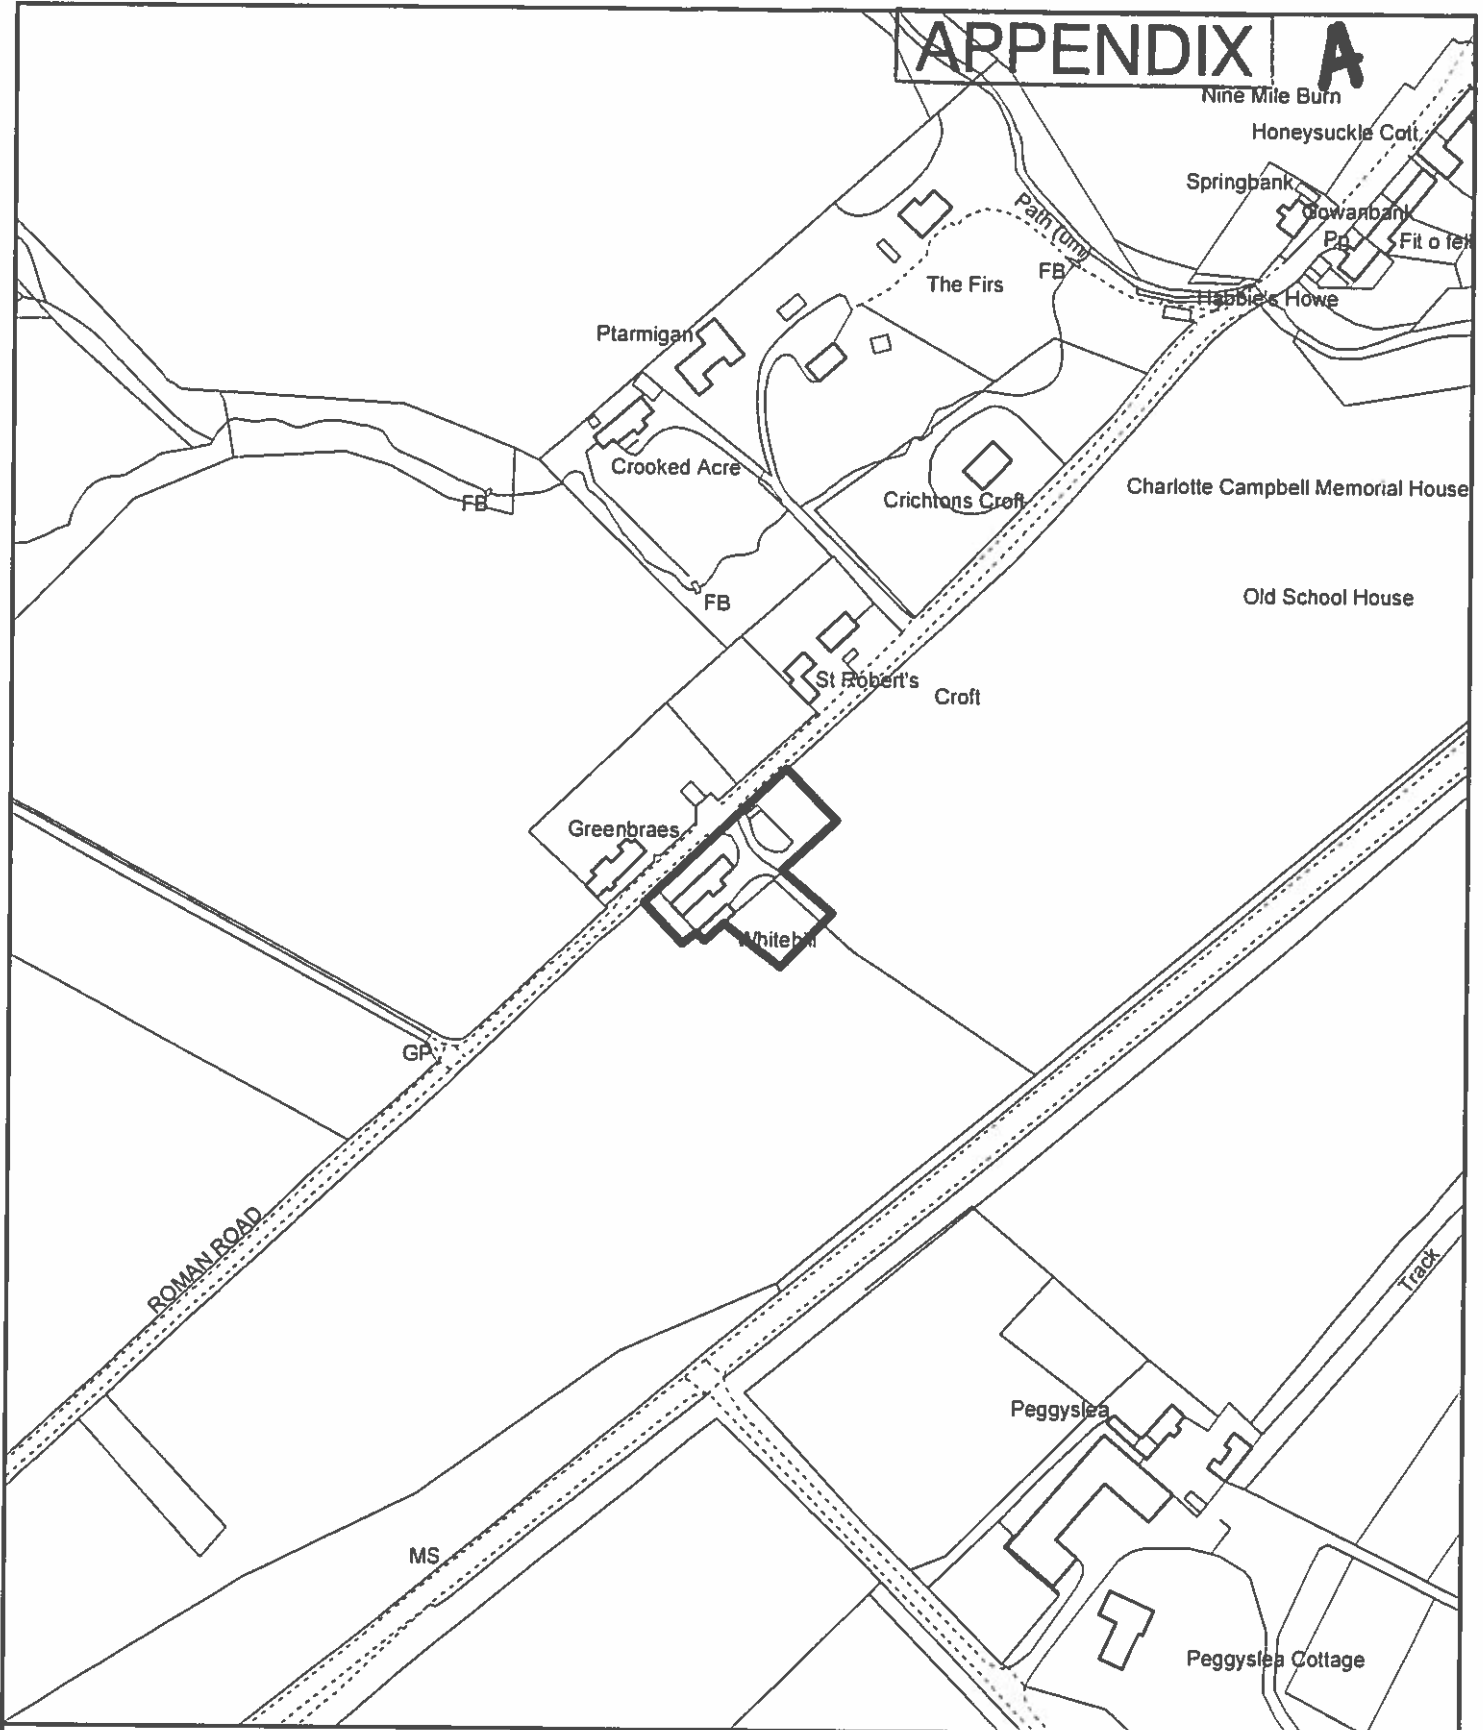 APPENDIX A
Nine Mile Burn
Honeysuckle Cott
Springbank
Gowanbank
Path (um)
Pp
Fit o fell
FB
The Firs
Habbie's Howe
Ptarmigan
Crooked Acre
Charlotte Campbell Memorial House
Crichtons Croft
FB
Old School House
FB
St Robert's
Croft
Greenbraes
Whitehill
GP
ROMAN ROAD
Track
Peggyslea
MS
Peggyslea Cottage